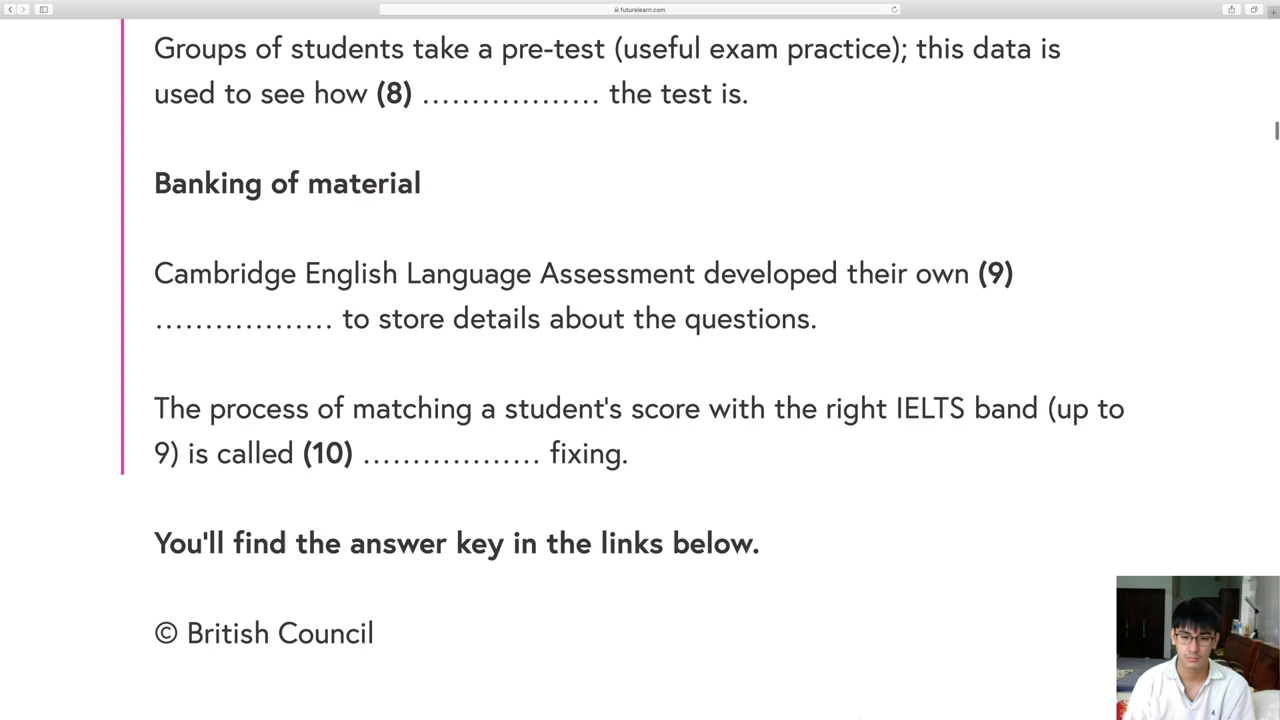 futurelearn.com
Groups of students take a pre-test (useful exam practice); this data is
used to see how (8) .................. the test is.
Banking of material
Cambridge English Language Assessment developed their own (9)
.................. to store details about the questions.
The process of matching a student's score with the right IELTS band (up to
9) is called (10) .................. fixing.
You'll find the answer key in the links below.
© British Council